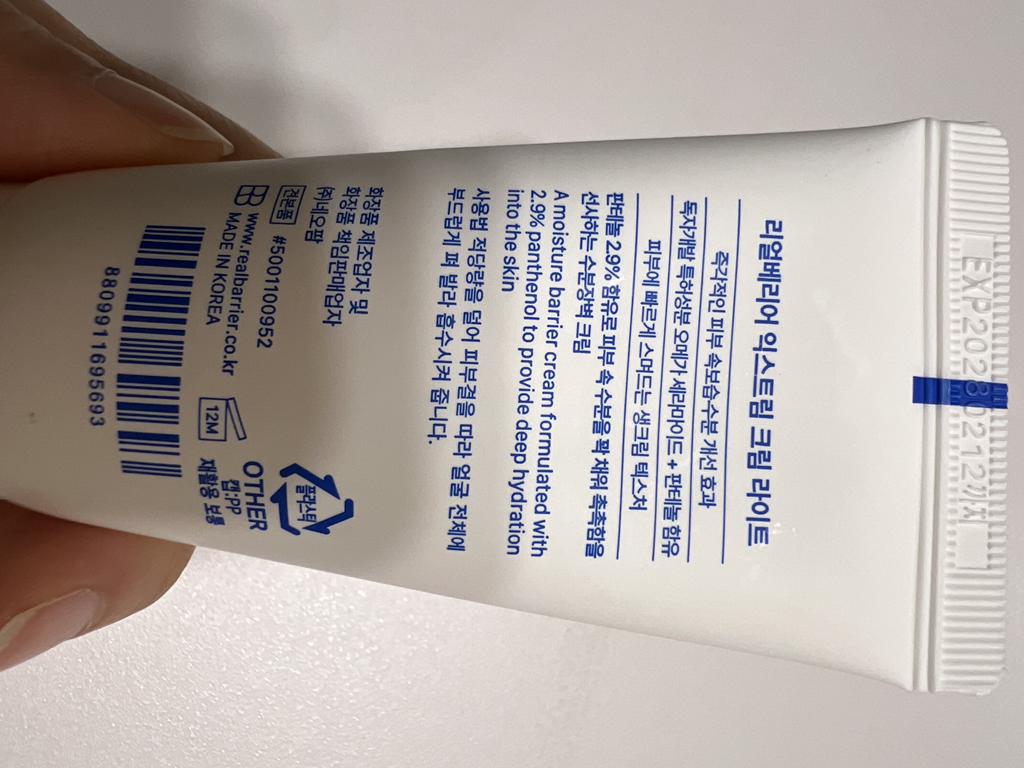 EXP20280212까지
리얼베리어 익스트림 크림 라이트
즉각적인 피부 속보습·수분 개선 효과
독자개발 특허성분 오메가 세라마이드 + 판테놀 함유
피부에 빠르게 스며드는 생크림 텍스처
판테놀 2.9% 함유로 피부 속 수분을 꽉 채워 촉촉함을
선사하는 수분장벽 크림
A moisture barrier cream formulated with
2.9% panthenol to provide deep hydration
into the skin
사용법 적당량을 덜어 피부결을 따라 얼굴 전체에
부드럽게 펴 발라 흡수시켜 줍니다.
화장품 제조업자 및
화장품 책임판매업자
㈜네오팜
견본품 #5001100952
www.realbarrier.co.kr
MADE IN KOREA
12M
플라스틱
OTHER
캡:PP
재활용 보통
8809911695693